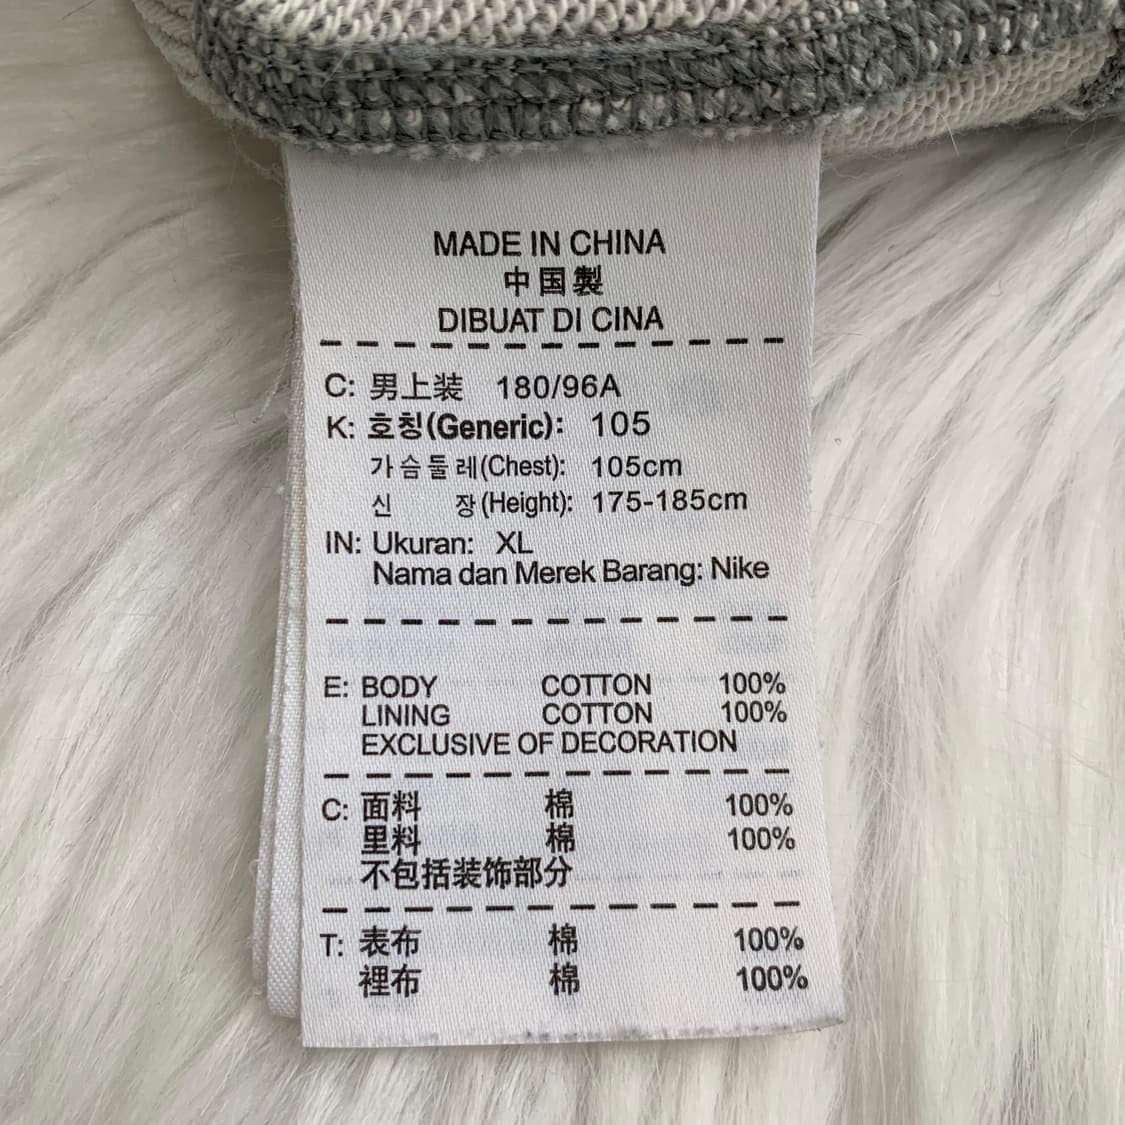 MADE IN CHINA
中国製
DIBUAT DI CINA
C: 男上装 180/96A
K: 호칭(Generic): 105
가슴둘레(Chest): 105cm
신 장(Height): 175-185cm
IN: Ukuran: XL
Nama dan Merek Barang: Nike
E: BODY COTTON 100%
LINING COTTON 100%
EXCLUSIVE OF DECORATION
C: 面料 棉 100%
里料 棉 100%
不包括装饰部分
T: 表布 棉 100%
裡布 棉 100%